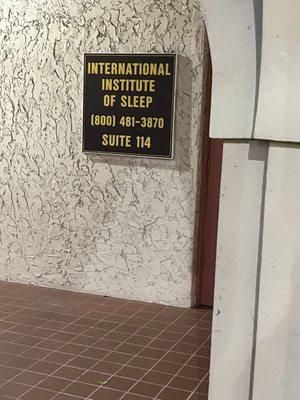 INTERNATIONAL
INSTITUTE
OF SLEEP
(800) 481-3870
SUITE 114